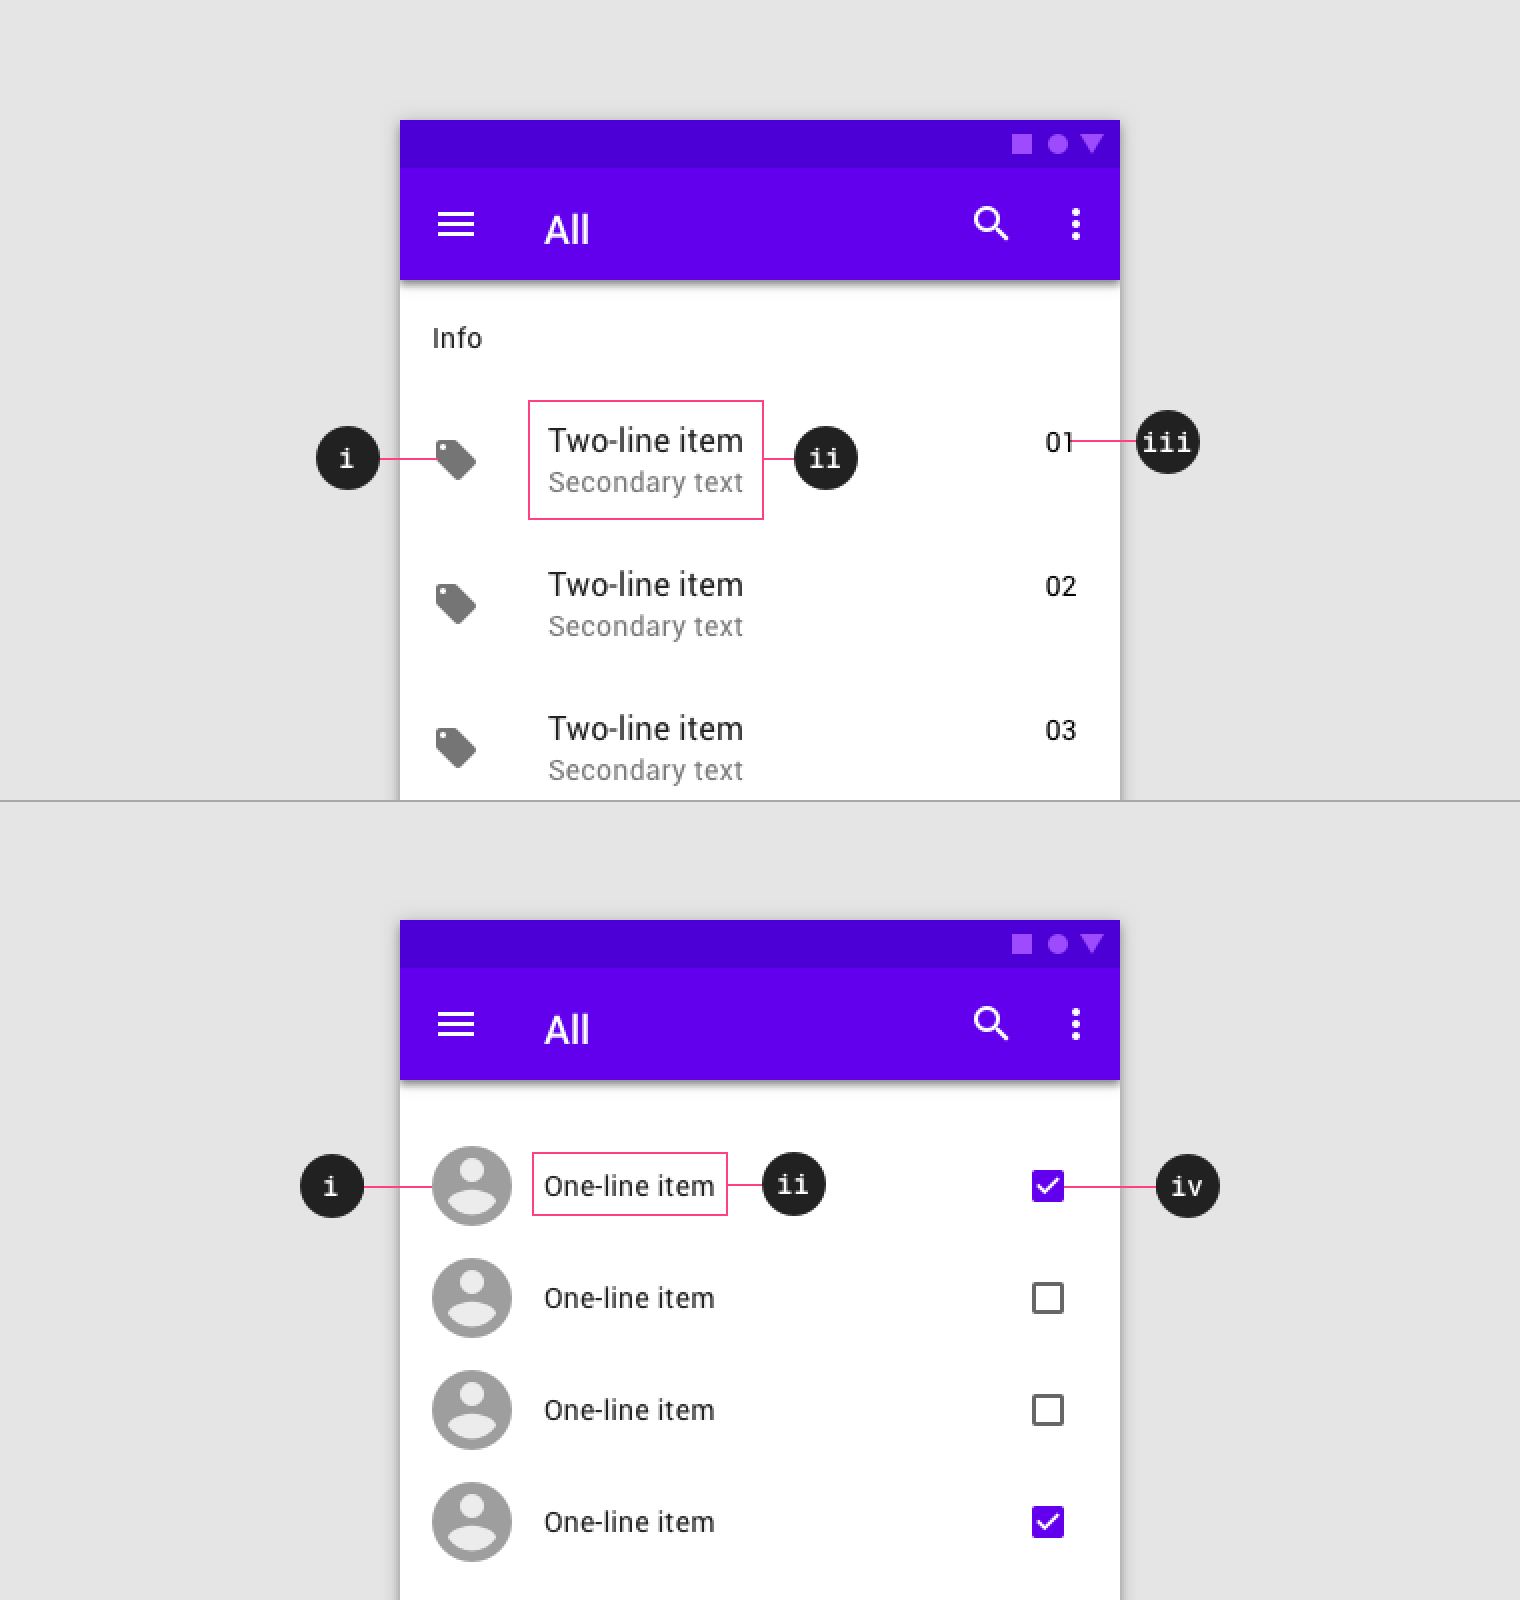 All
Info
i
Two-line item
Secondary text
ii
01
iii
Two-line item
Secondary text
02
Two-line item
Secondary text
03
All
i
One-line item
ii
iv
One-line item
One-line item
One-line item